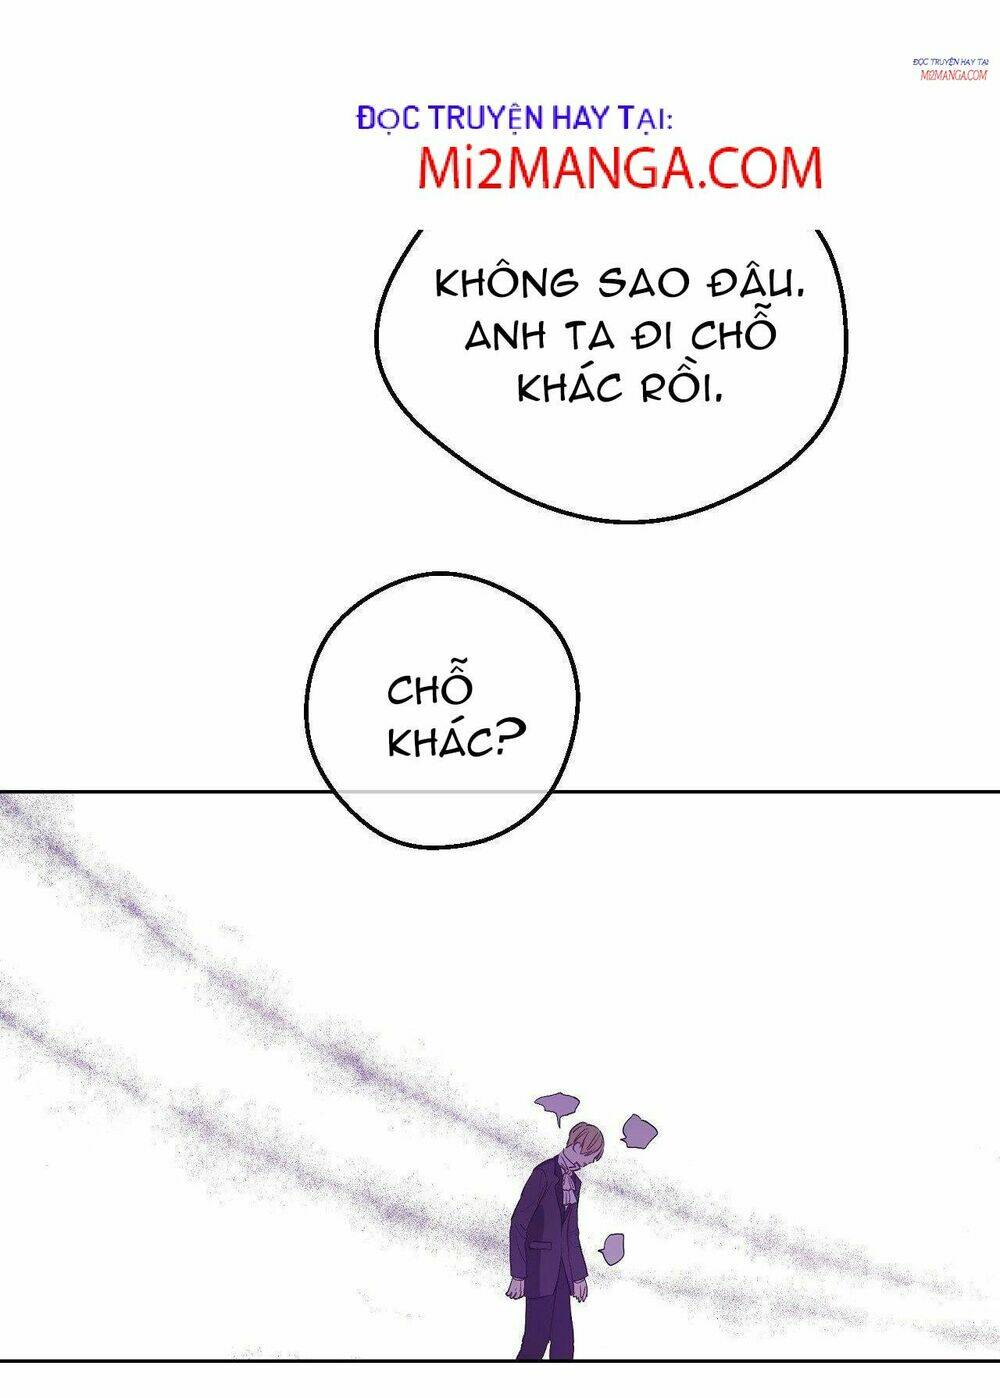 ĐỌC TRUYỆN HAY TẠI
MI2MANGA.COM
ĐỌC TRUYỆN HAY TẠI:
Mi2MANGA.COM
KHÔNG SAO ĐÂU.
ANH TA ĐI CHỖ
KHÁC RỒI.
CHỖ
KHÁC?